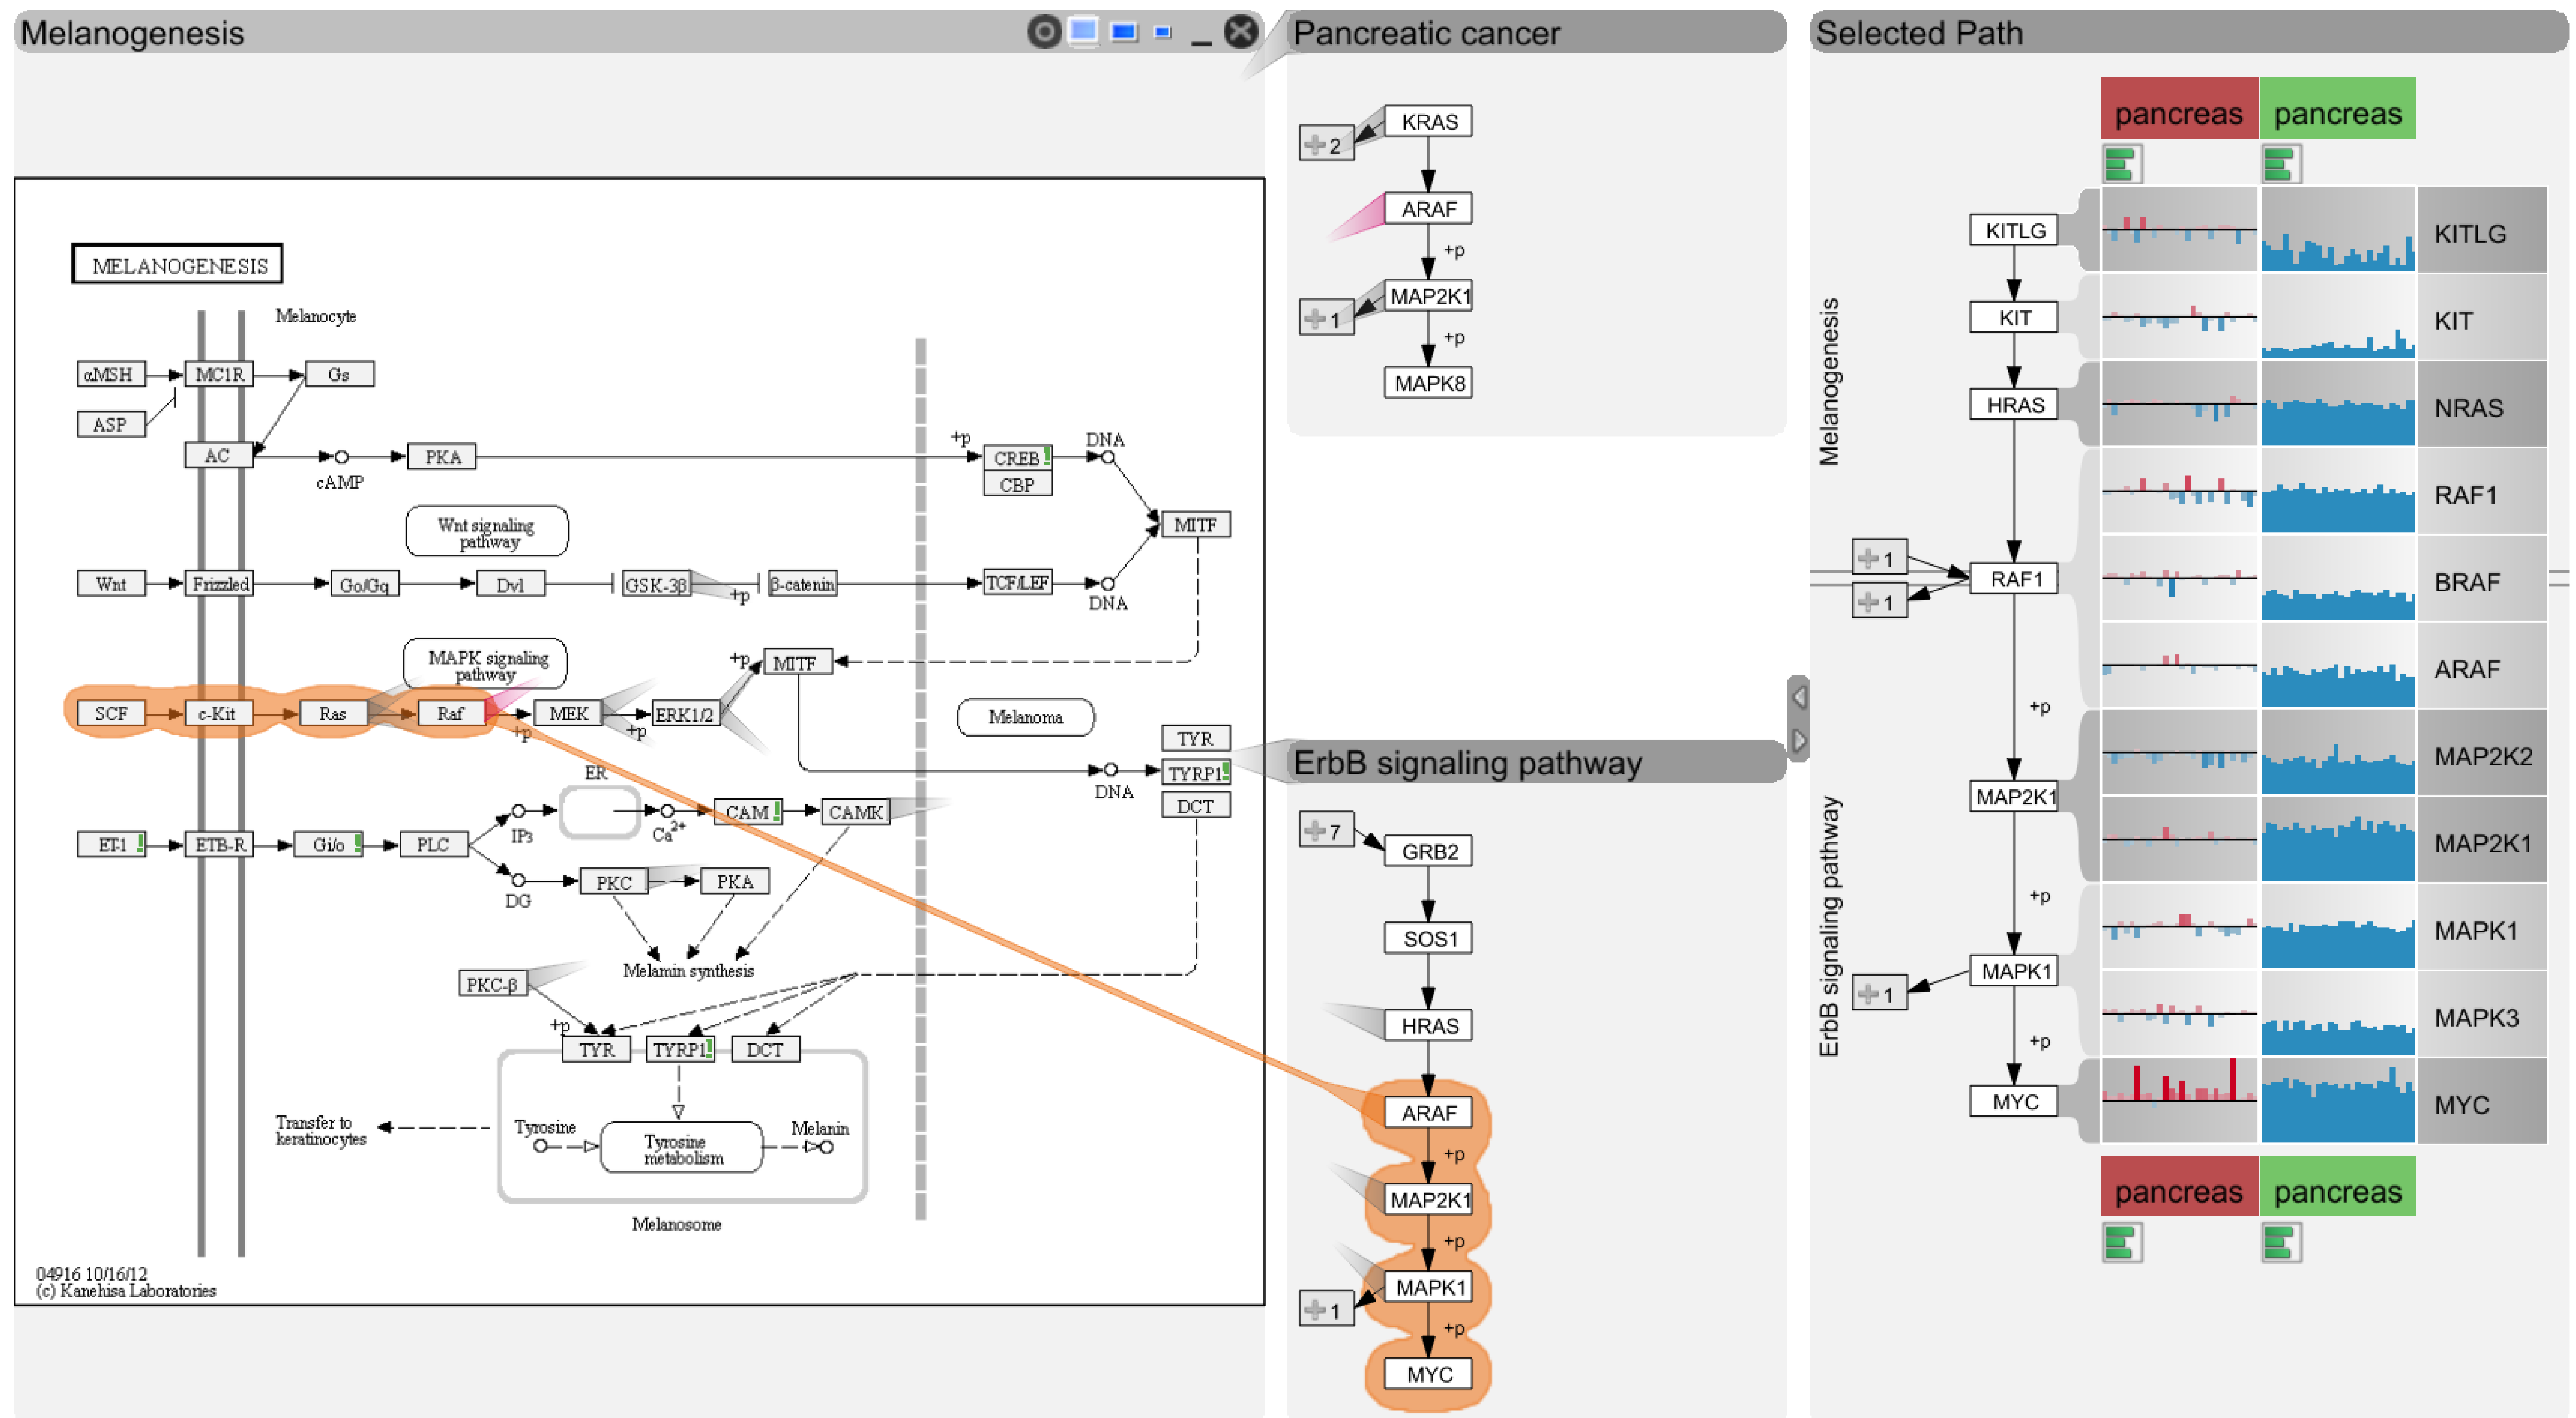 Melanogenesis
MELANOGENESIS
Melanocyte
αMSH
MC1R
Gs
ASP
AC
cAMP
PKA
+p
CREB
CBP
DNA
MITF
Wnt signaling
pathway
Wnt
Frizzled
Go/Gq
Dvl
GSK-3β
+p
β-catenin
TCF/LEF
DNA
MAPK signaling
pathway
+p
MITF
SCF
c-Kit
Ras
Raf
+p
MEK
+p
ERK1/2
Melanoma
TYR
TYRP1
DCT
DNA
ER
IP3
Ca2+
CAM
CAMK
ET-1
ETB-R
Gi/o
PLC
DG
PKC
PKA
Melamin synthesis
PKC-β
+p
TYR
TYRP1
DCT
Transfer to
keratinocytes
Tyrosine
Tyrosine
metabolism
Melanin
Melanosome
04916 10/16/12
(c) Kanehisa Laboratories
Pancreatic cancer
KRAS
2
ARAF
+p
MAP2K1
1
+p
MAPK8
ErbB signaling pathway
7
GRB2
SOS1
HRAS
ARAF
+p
MAP2K1
+p
MAPK1
1
+p
MYC
Selected Path
pancreas pancreas
Melanogenesis
ErbB signaling pathway
KITLG
KIT
HRAS
1
1
RAF1
+p
MAP2K1
+p
MAPK1
1
+p
MYC
KITLG
KIT
NRAS
RAF1
BRAF
ARAF
MAP2K2
MAP2K1
MAPK1
MAPK3
MYC
pancreas pancreas